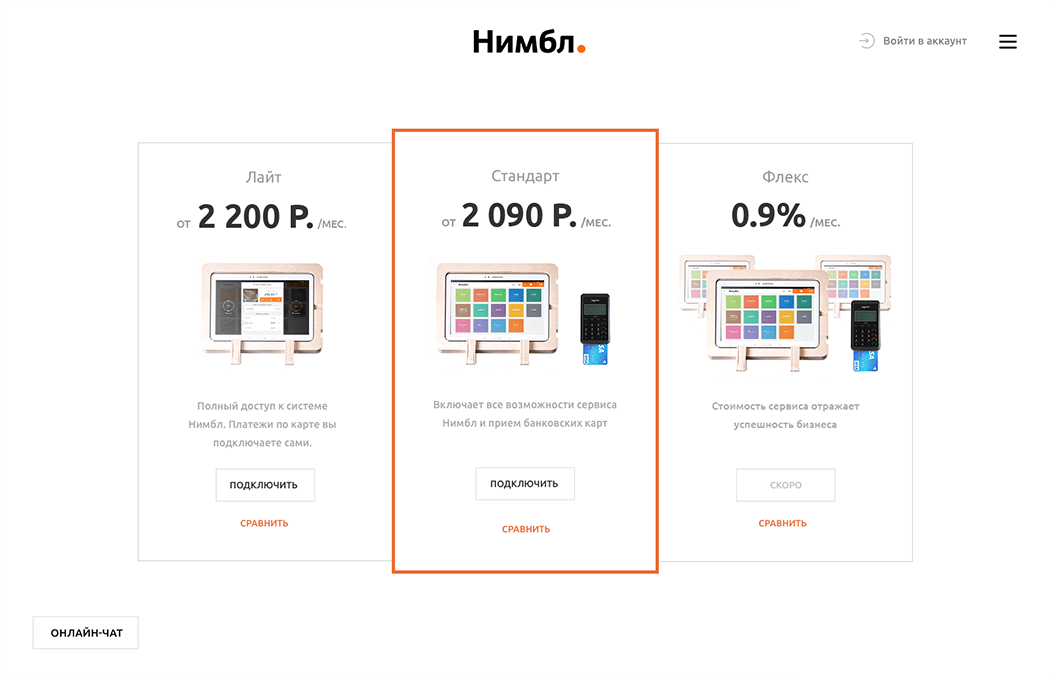 Нимбл.
Войти в аккаунт
Лайт
ОТ 2 200 Р. /МЕС.
Полный доступ к системе
Нимбл. Платежи по карте вы
подключаете сами.
ПОДКЛЮЧИТЬ
СРАВНИТЬ
Стандарт
ОТ 2 090 Р. /МЕС.
Включает все возможности сервиса
Нимбл и прием банковских карт
ПОДКЛЮЧИТЬ
СРАВНИТЬ
Флекс
0.9% /МЕС.
Стоимость сервиса отражает
успешность бизнеса
СКОРО
СРАВНИТЬ
ОНЛАЙН-ЧАТ